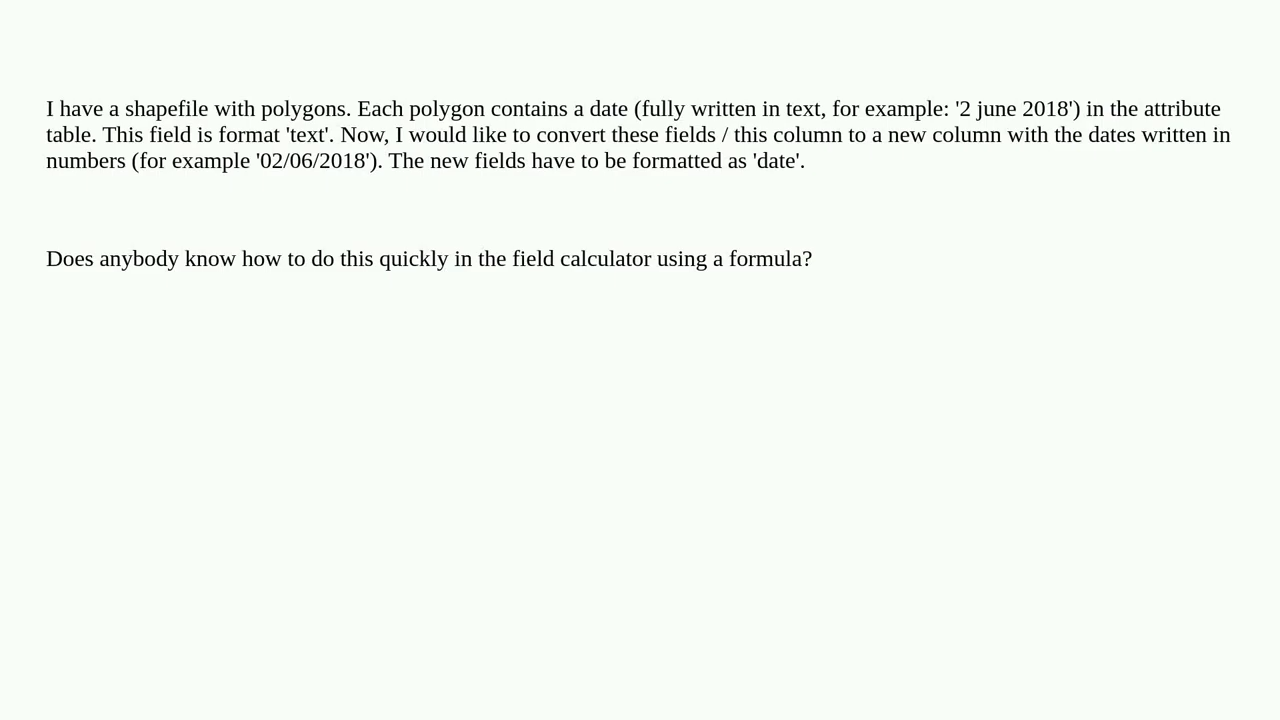 I have a shapefile with polygons. Each polygon contains a date (fully written in text, for example: '2 june 2018') in the attribute
table. This field is format 'text'. Now, I would like to convert these fields / this column to a new column with the dates written in
numbers (for example '02/06/2018'). The new fields have to be formatted as 'date'.
Does anybody know how to do this quickly in the field calculator using a formula?